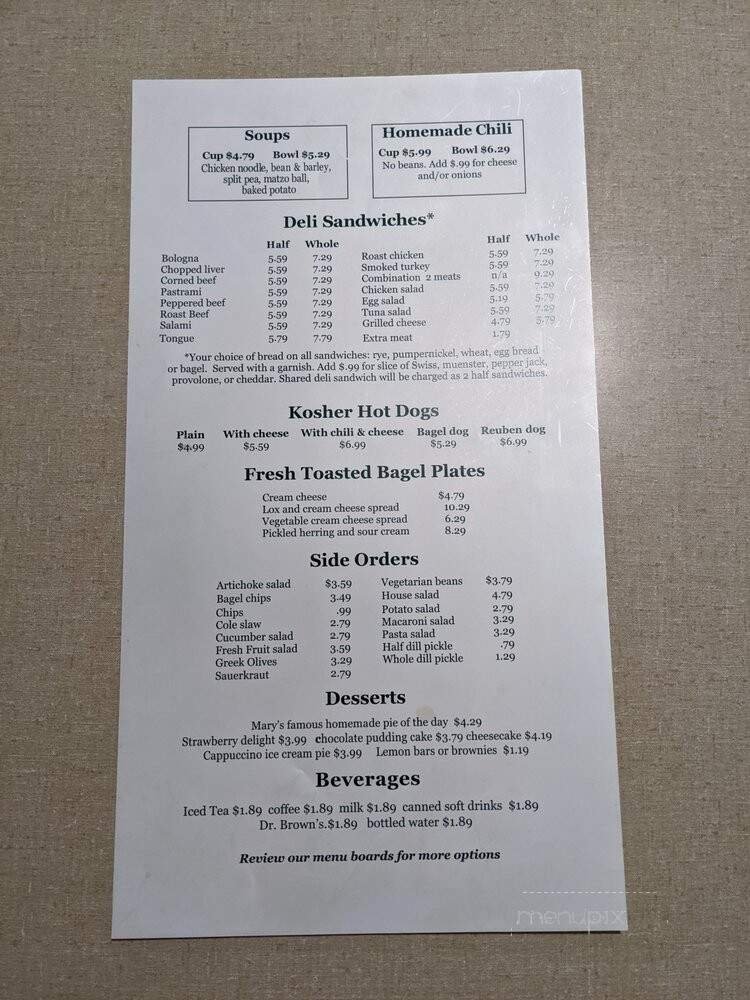 Soups
Cup $4.79 Bowl $5.29
Chicken noodle, bean & barley,
split pea, matzo ball,
baked potato
Homemade Chili
Cup $5.99 Bowl $6.29
No beans. Add $.99 for cheese
and/or onions
Deli Sandwiches*
Half Whole
Bologna 5.59 7.29
Chopped liver 5.59 7.29
Corned beef 5.59 7.29
Pastrami 5.59 7.29
Peppered beef 5.59 7.29
Roast Beef 5.59 7.29
Salami 5.59 7.29
Tongue 5.79 7.79
Half Whole
Roast chicken 5.59 7.29
Smoked turkey 5.59 7.29
Combination 2 meats n/a 9.29
Chicken salad 5.59 7.29
Egg salad 5.19 5.79
Tuna salad 5.59 7.29
Grilled cheese 4.79 5.79
Extra meat 1.79
*Your choice of bread on all sandwiches: rye, pumpernickel, wheat, egg bread
or bagel. Served with a garnish. Add $.99 for slice of Swiss, muenster, pepper jack,
provolone, or cheddar. Shared deli sandwich will be charged as 2 half sandwiches.
Kosher Hot Dogs
Plain With cheese With chili & cheese Bagel dog Reuben dog
$4.99 $5.59 $6.99 $5.29 $6.99
Fresh Toasted Bagel Plates
Cream cheese $4.79
Lox and cream cheese spread 10.29
Vegetable cream cheese spread 6.29
Pickled herring and sour cream 8.29
Side Orders
Artichoke salad $3.59
Bagel chips 3.49
Chips .99
Cole slaw 2.79
Cucumber salad 2.79
Fresh Fruit salad 3.59
Greek Olives 3.29
Sauerkraut 2.79
Vegetarian beans $3.79
House salad 4.79
Potato salad 2.79
Macaroni salad 3.29
Pasta salad 3.29
Half dill pickle .79
Whole dill pickle 1.29
Desserts
Mary's famous homemade pie of the day $4.29
Strawberry delight $3.99 chocolate pudding cake $3.79 cheesecake $4.19
Cappuccino ice cream pie $3.99 Lemon bars or brownies $1.19
Beverages
Iced Tea $1.89 coffee $1.89 milk $1.89 canned soft drinks $1.89
Dr. Brown's.$1.89 bottled water $1.89
Review our menu boards for more options
menupix